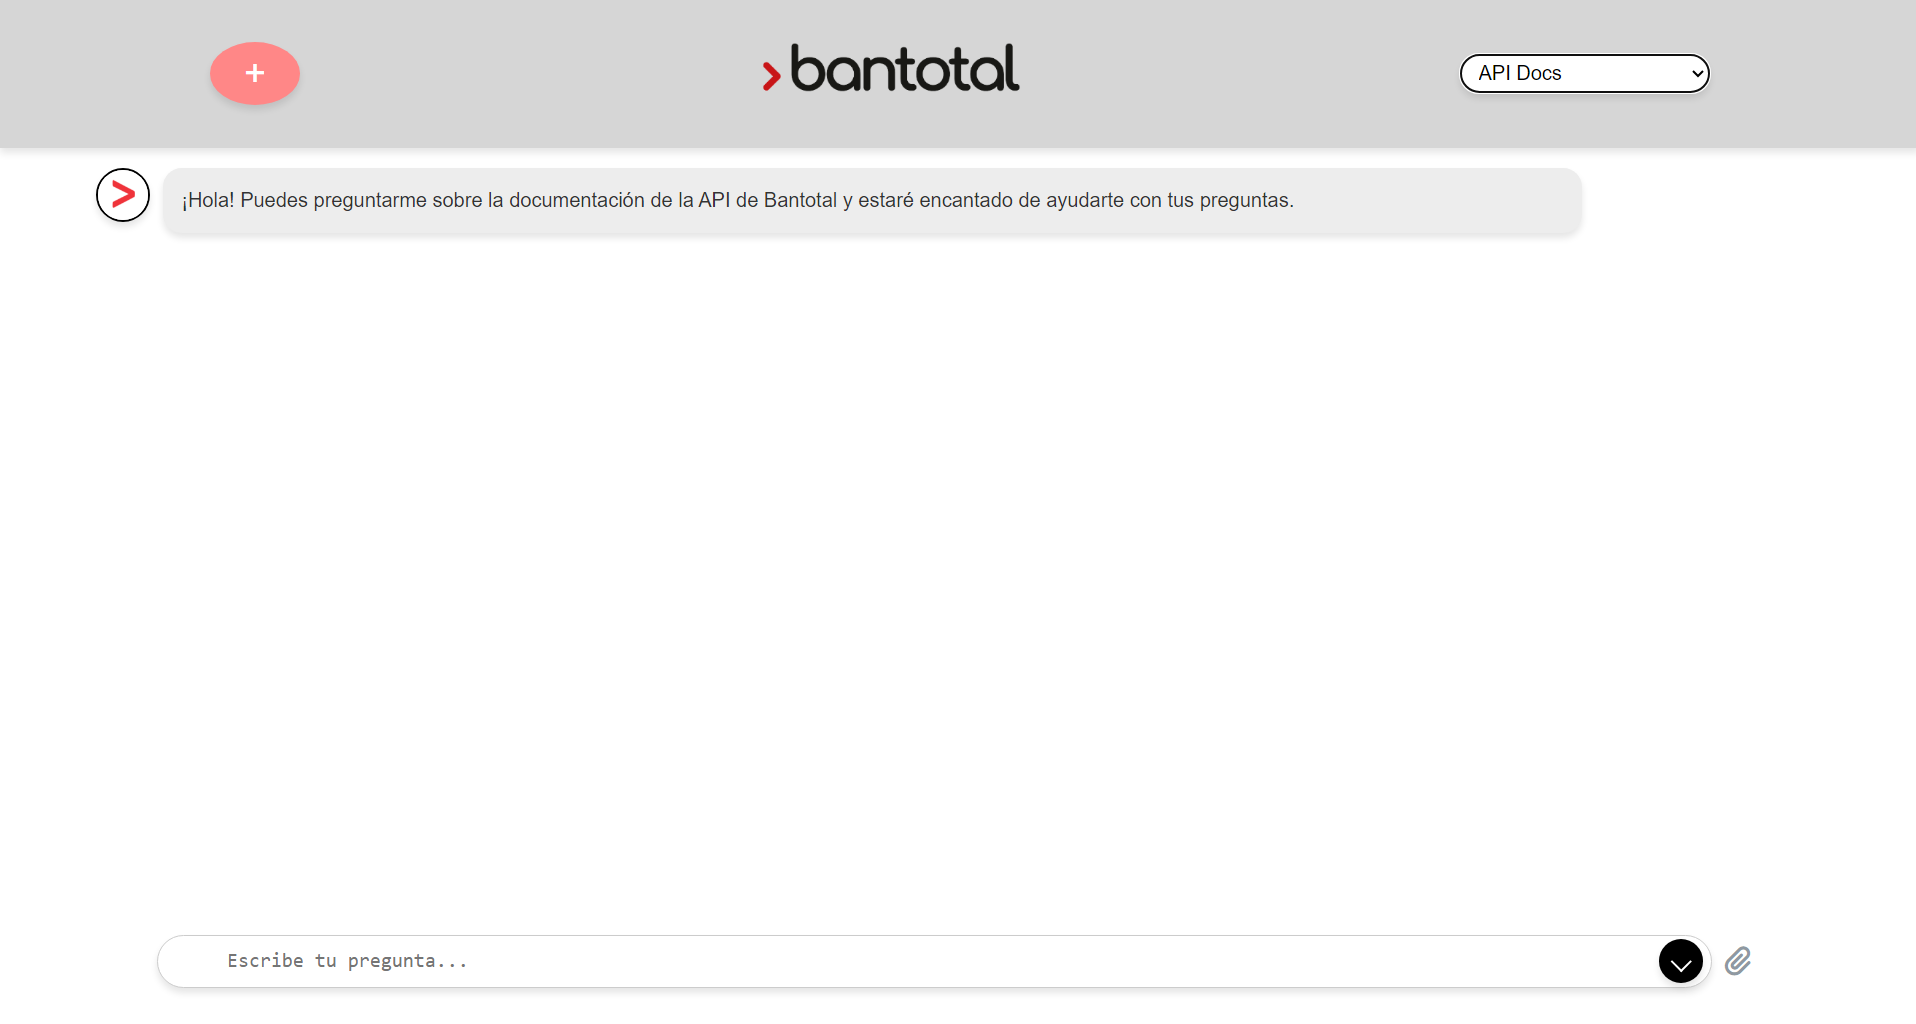 +
bantotal
API Docs
>
¡Hola! Puedes preguntarme sobre la documentación de la API de Bantotal y estaré encantado de ayudarte con tus preguntas.
Escribe tu pregunta...